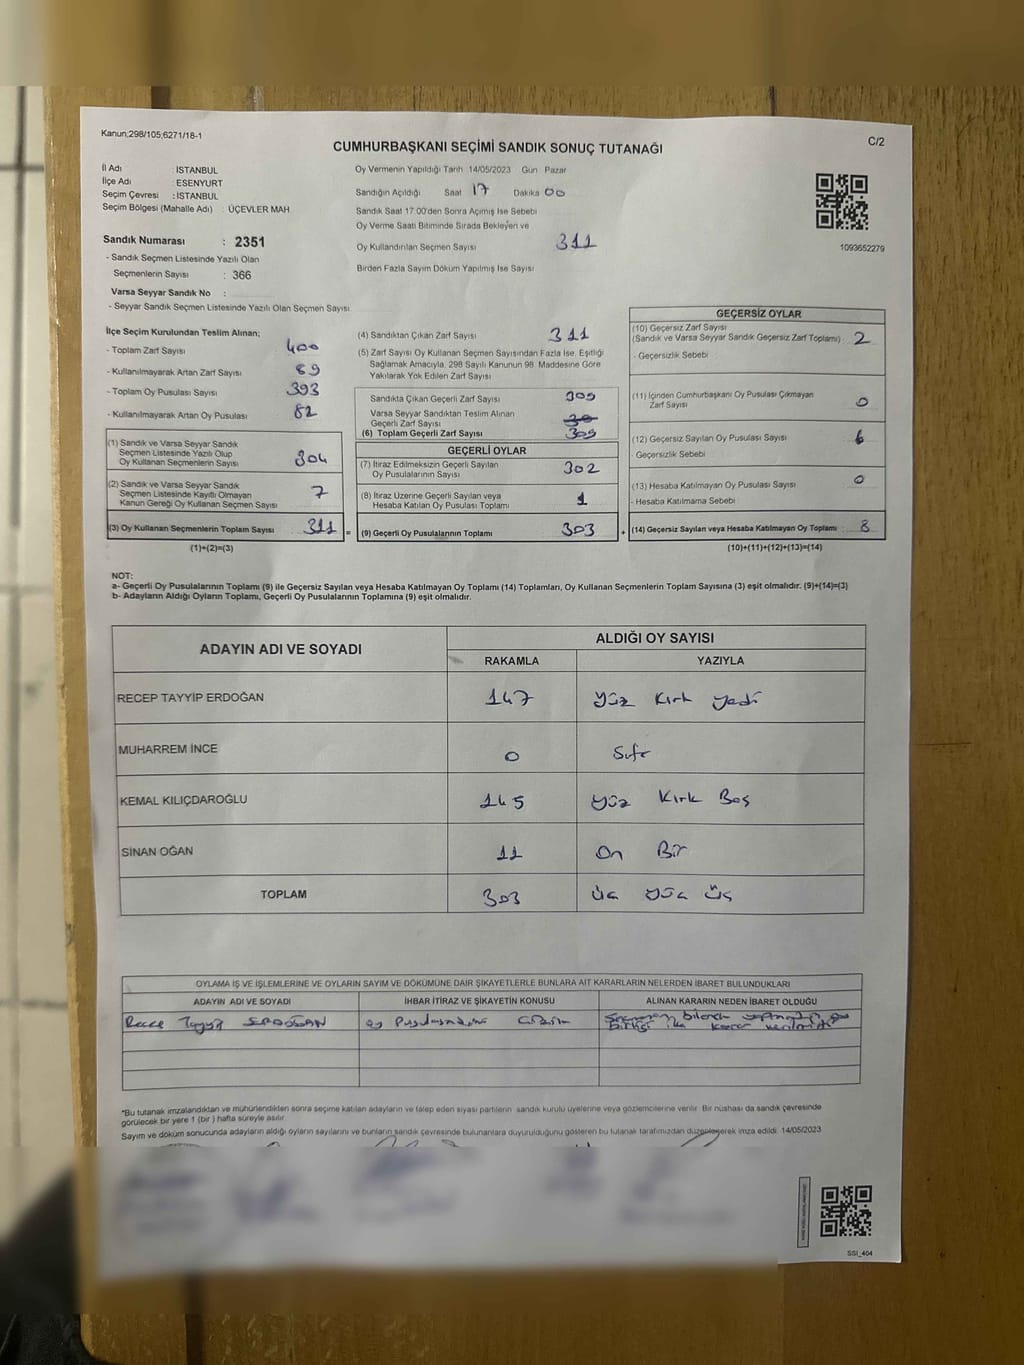 Kanun;298/105;6271/18-1
C/2
CUMHURBAŞKANI SEÇİMİ SANDIK SONUÇ TUTANAĞI
İl Adı : İSTANBUL
İlçe Adı : ESENYURT
Seçim Çevresi : İSTANBUL
Seçim Bölgesi (Mahalle Adı) : ÜÇEVLER MAH
Sandık Numarası : 2351
- Sandık Seçmen Listesinde Yazılı Olan
Seçmenlerin Sayısı : 366
Varsa Seyyar Sandık No :
- Seyyar Sandık Seçmen Listesinde Yazılı Olan Seçmen Sayısı
Oy Vermenin Yapıldığı Tarih 14/05/2023 Gün Pazar
Sandığın Açıldığı Saat 17 Dakika 00
Sandık Saat 17:00'den Sonra Açımış İse Sebebi
Oy Verme Saati Bitiminde Sırada Bekleyen ve
Oy Kullandırılan Seçmen Sayısı 311
Birden Fazla Sayım Döküm Yapılmış İse Sayısı
1093652279
İlçe Seçim Kurulundan Teslim Alınan;
- Toplam Zarf Sayısı 400
- Kullanılmayarak Artan Zarf Sayısı 89
- Toplam Oy Pusulası Sayısı 393
- Kullanılmayarak Artan Oy Pusulası 82
(1) Sandık ve Varsa Seyyar Sandık
Seçmen Listesinde Yazılı Olup
Oy Kullanan Seçmenlerin Sayısı 304
(2) Sandık ve Varsa Seyyar Sandık
Seçmen Listesinde Kayıtlı Olmayan
Kanun Gereği Oy Kullanan Seçmen Sayısı 7
(3) Oy Kullanan Seçmenlerin Toplam Sayısı 311 =
(1)+(2)=(3)
(4) Sandıktan Çıkan Zarf Sayısı 311
(5) Zarf Sayısı Oy Kullanan Seçmen Sayısından Fazla İse, Eşitliği
Sağlamak Amacıyla, 298 Sayılı Kanunun 98. Maddesine Göre
Yakılarak Yok Edilen Zarf Sayısı
Sandıkta Çıkan Geçerli Zarf Sayısı 309
Varsa Seyyar Sandıktan Teslim Alınan
Geçerli Zarf Sayısı
(6) Toplam Geçerli Zarf Sayısı 309
GEÇERLİ OYLAR
(7) İtiraz Edilmeksizin Geçerli Sayılan
Oy Pusulalarının Sayısı 302
(8) İtiraz Üzerine Geçerli Sayılan veya
Hesaba Katılan Oy Pusulası Toplamı 1
(9) Geçerli Oy Pusulalarının Toplamı 303 +
GEÇERSİZ OYLAR
(10) Geçersiz Zarf Sayısı
(Sandık ve Varsa Seyyar Sandık Geçersiz Zarf Toplamı) 2
- Geçersizlik Sebebi
(11) İçinden Cumhurbaşkanı Oy Pusulası Çıkmayan
Zarf Sayısı 0
(12) Geçersiz Sayılan Oy Pusulası Sayısı 6
- Geçersizlik Sebebi
(13) Hesaba Katılmayan Oy Pusulası Sayısı 0
- Hesaba Katılmama Sebebi
(14) Geçersiz Sayılan veya Hesaba Katılmayan Oy Toplamı 8
(10)+(11)+(12)+(13)=(14)
NOT:
a- Geçerli Oy Pusulalarının Toplamı (9) ile Geçersiz Sayılan veya Hesaba Katılmayan Oy Toplamı (14) Toplamları, Oy Kullanan Seçmenlerin Toplam Sayısına (3) eşit olmalıdır. (9)+(14)=(3)
b- Adayların Aldığı Oyların Toplamı, Geçerli Oy Pusulalarının Toplamına (9) eşit olmalıdır.
ADAYIN ADI VE SOYADI
ALDIĞI OY SAYISI
RAKAMLA YAZIYLA
RECEP TAYYİP ERDOĞAN 147 Yüz Kırk Yedi
MUHARREM İNCE 0 Sıfır
KEMAL KILIÇDAROĞLU 145 Yüz Kırk Beş
SİNAN OĞAN 11 On Bir
TOPLAM 303 Üç Yüz Üç
OYLAMA İŞ VE İŞLEMLERİNE VE OYLARIN SAYIM VE DÖKÜMÜNE DAİR ŞİKAYETLERLE BUNLARA AİT KARARLARIN NELERDEN İBARET BULUNDUKLARI
ADAYIN ADI VE SOYADI İHBAR İTİRAZ VE ŞİKAYETİN KONUSU ALINAN KARARIN NEDEN İBARET OLDUĞU
Recep Tayyip ERDOĞAN oy Pusulasındaki
*Bu tutanak imzalandıktan ve mühürlendikten sonra seçime katılan adayların ve talep eden siyasi partilerin sandık kurulu üyelerine veya gözlemcilerine verilir. Bir nüshası da sandık çevresinde
görülecek bir yere 1 (bir) hafta süreyle asılır.
Sayım ve döküm sonucunda adayların aldığı oyların sayılarını ve bunların sandık çevresinde bulunanlara duyurulduğunu gösteren bu tutanak tarafımızdan düzenlenerek imza edildi. 14/05/2023
SSİ_404